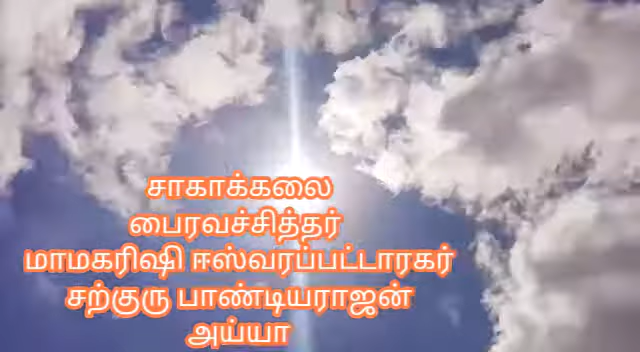 சாகாக்கலை
பைரவச்சித்தர்
மாமகரிஷி ஈஸ்வரப்பட்டாரகர்
சற்குரு பாண்டியராஜன்
அய்யா